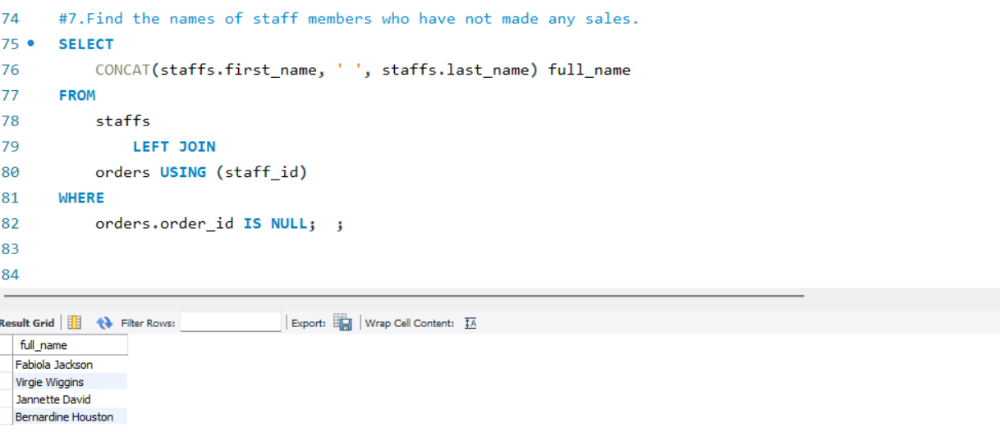 74 #7.Find the names of staff members who have not made any sales.
75 SELECT
76 CONCAT(staffs.first_name, ' ', staffs.last_name) full_name
77 FROM
78 staffs
79 LEFT JOIN
80 orders USING (staff_id)
81 WHERE
82 orders.order_id IS NULL; ;
83
84
Result Grid Filter Rows: Export: Wrap Cell Content: IA
full_name
Fabiola Jackson
Virgie Wiggins
Jannette David
Bernardine Houston